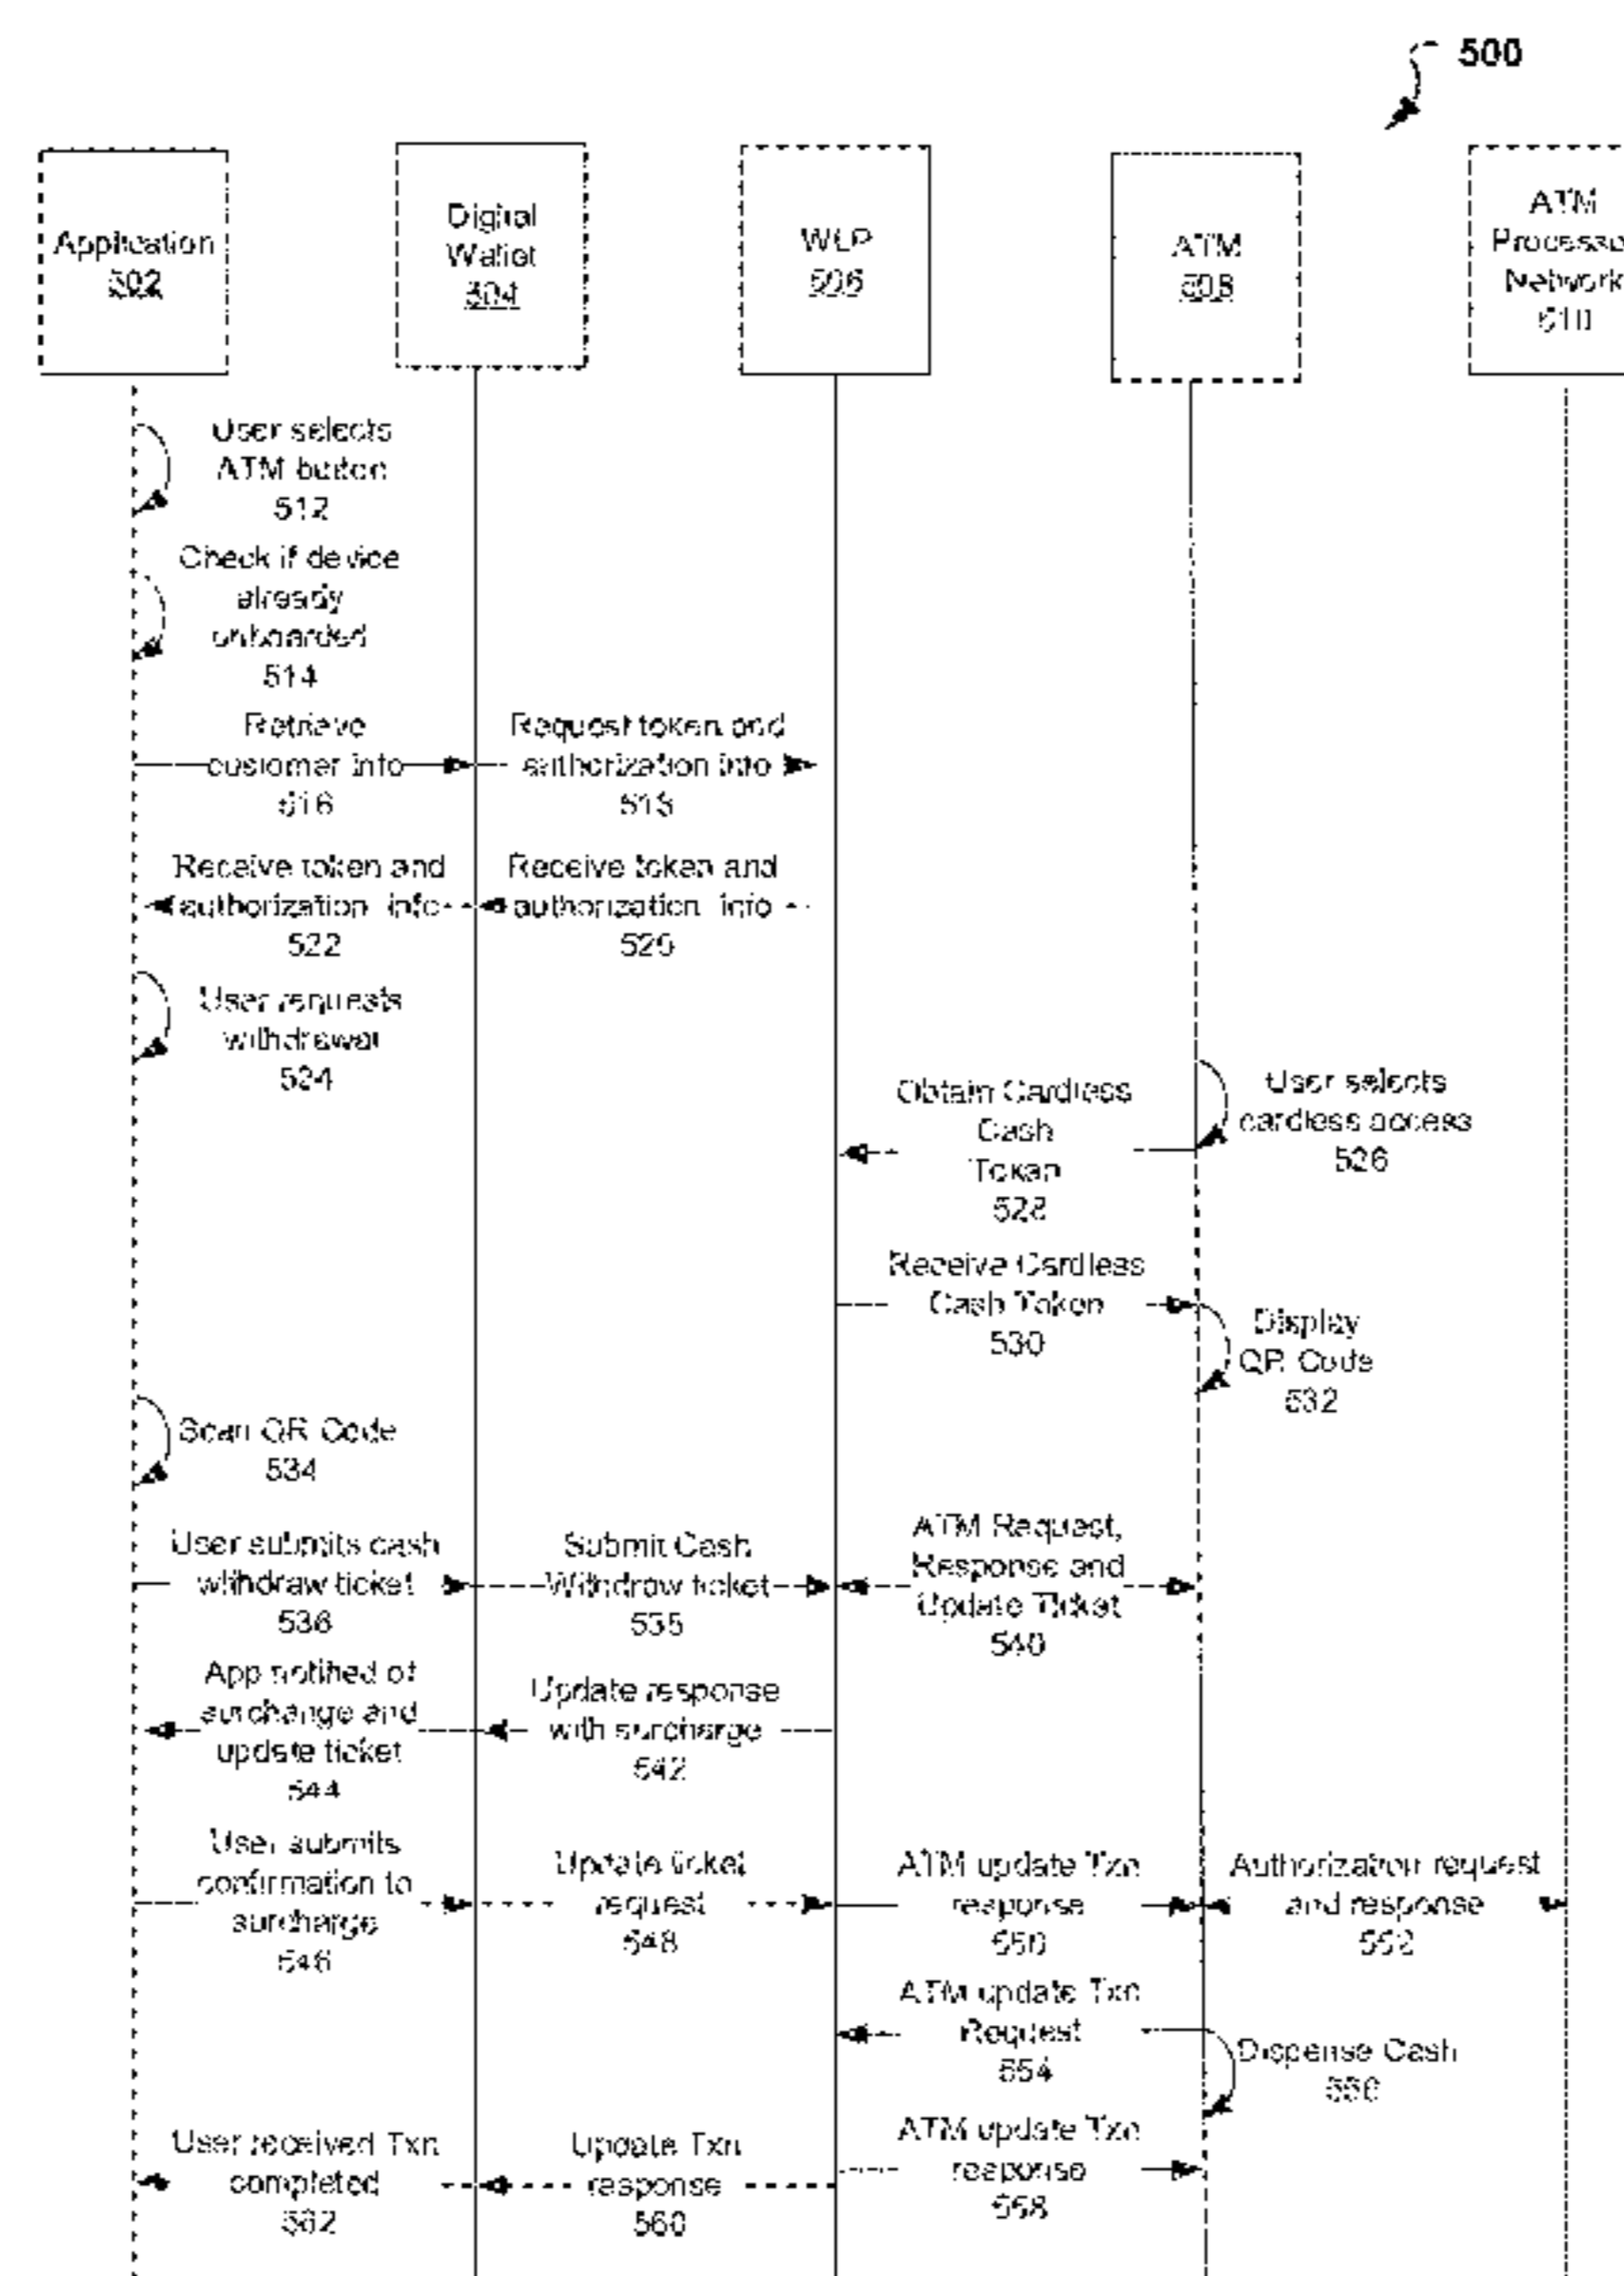 500
Application
502
Digital
Wallet
504
WLP
506
ATM
508
ATM
Processo
Network
510
User selects
ATM button
512
Check if device
already
onboarded
514
Retrieve
customer info
516
Request token and
authorization info
518
Receive token and
authorization info
522
Receive token and
authorization info
520
User requests
withdrawal
524
User selects
cardless access
526
Obtain Cardless
Cash
Token
528
Receive Cardless
Cash Token
530
Display
QR Code
532
Scan QR Code
534
User submits cash
withdraw ticket
536
Submit Cash
Withdraw ticket
538
ATM Request,
Response and
Update Ticket
540
App notified of
surchange and
update ticket
544
Update response
with surcharge
542
User submits
confirmation to
surcharge
546
Update ticket
request
548
ATM update Txn
response
550
Authorization request
and response
552
ATM update Txn
Request
554
Dispense Cash
556
ATM update Txn
response
558
User received Txn
completed
562
Update Txn
response
560